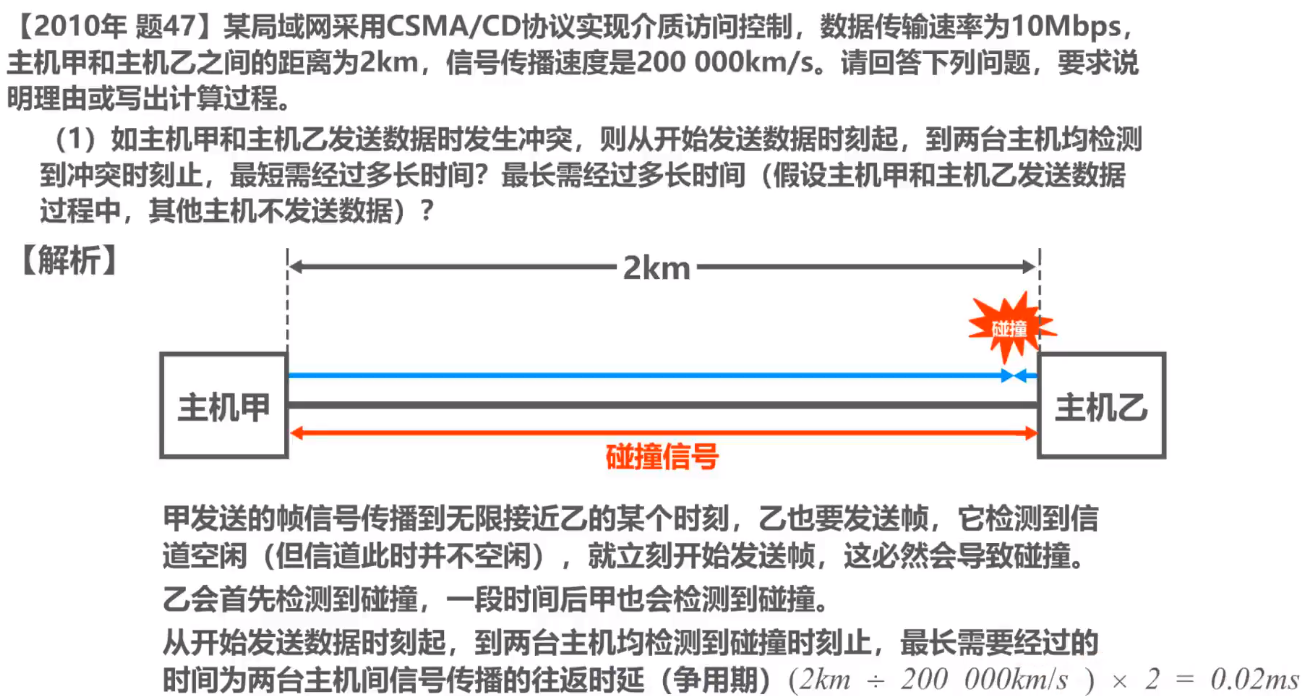 【2010年 题47】某局域网采用CSMA/CD协议实现介质访问控制，数据传输速率为10Mbps，
主机甲和主机乙之间的距离为2km，信号传播速度是200 000km/s。请回答下列问题，要求说
明理由或写出计算过程。
（1）如主机甲和主机乙发送数据时发生冲突，则从开始发送数据时刻起，到两台主机均检测
到冲突时刻止，最短需经过多长时间？最长需经过多长时间（假设主机甲和主机乙发送数据
过程中，其他主机不发送数据）？
【解析】
2km
碰撞
主机甲
主机乙
碰撞信号
甲发送的帧信号传播到无限接近乙的某个时刻，乙也要发送帧，它检测到信
道空闲（但信道此时并不空闲），就立刻开始发送帧，这必然会导致碰撞。
乙会首先检测到碰撞，一段时间后甲也会检测到碰撞。
从开始发送数据时刻起，到两台主机均检测到碰撞时刻止，最长需要经过的
时间为两台主机间信号传播的往返时延（争用期）(2km ÷ 200 000km/s ) × 2 = 0.02ms